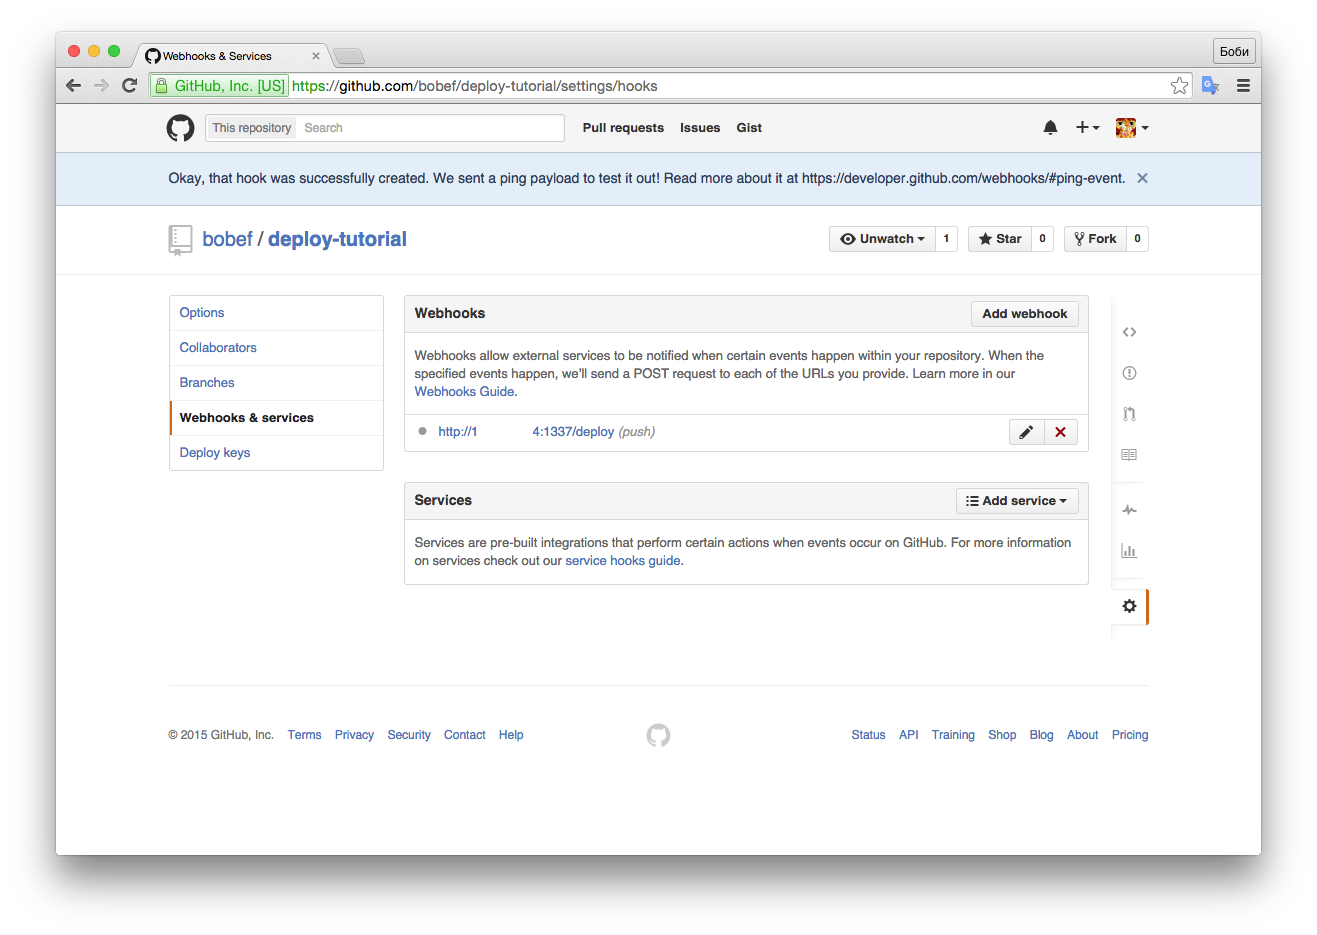 Webhooks & Services
Боби
GitHub, Inc. [US] https://github.com/bobef/deploy-tutorial/settings/hooks
This repository Search Pull requests Issues Gist
Okay, that hook was successfully created. We sent a ping payload to test it out! Read more about it at https://developer.github.com/webhooks/#ping-event.
bobef / deploy-tutorial
Unwatch 1 Star 0 Fork 0
Options
Collaborators
Branches
Webhooks & services
Deploy keys
Webhooks
Add webhook
Webhooks allow external services to be notified when certain events happen within your repository. When the
specified events happen, we'll send a POST request to each of the URLs you provide. Learn more in our
Webhooks Guide.
http://1 4:1337/deploy (push)
Services
Add service
Services are pre-built integrations that perform certain actions when events occur on GitHub. For more information
on services check out our service hooks guide.
© 2015 GitHub, Inc. Terms Privacy Security Contact Help
Status API Training Shop Blog About Pricing